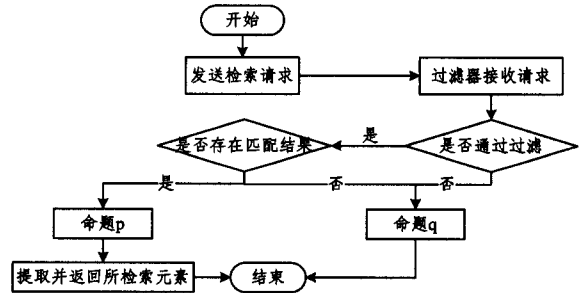 开始
发送检索请求
过滤器接收请求
是否存在匹配结果
是
是否通过过滤
是
否
否
命题p
命题q
提取并返回所检索元素
结束